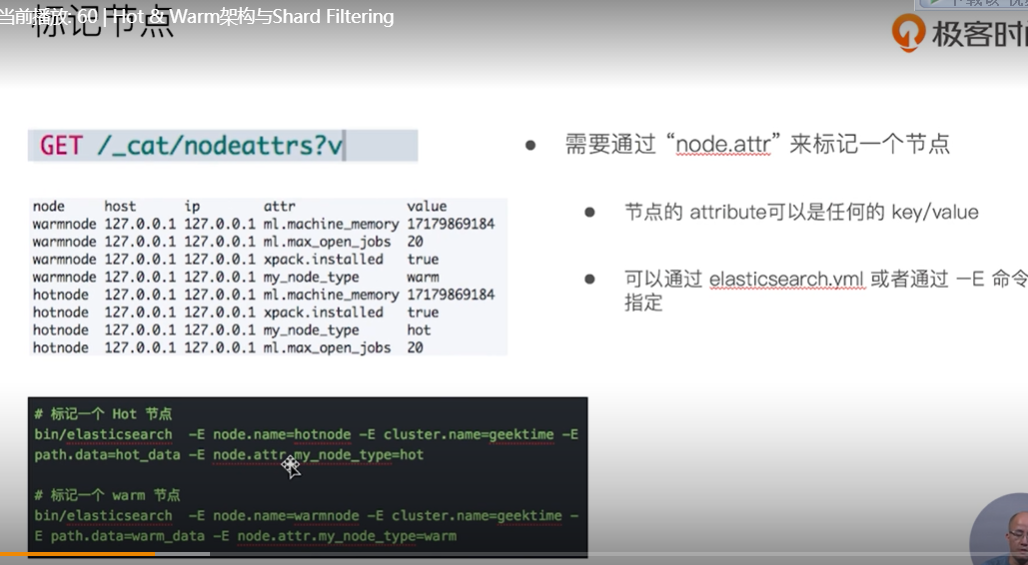 当前播放: 60 | Hot & Warm架构与Shard Filtering
标记节点
极客时
GET /_cat/nodeattrs?v
node host ip attr value
warmnode 127.0.0.1 127.0.0.1 ml.machine_memory 17179869184
warmnode 127.0.0.1 127.0.0.1 ml.max_open_jobs 20
warmnode 127.0.0.1 127.0.0.1 xpack.installed true
warmnode 127.0.0.1 127.0.0.1 my_node_type warm
hotnode 127.0.0.1 127.0.0.1 ml.machine_memory 17179869184
hotnode 127.0.0.1 127.0.0.1 xpack.installed true
hotnode 127.0.0.1 127.0.0.1 my_node_type hot
hotnode 127.0.0.1 127.0.0.1 ml.max_open_jobs 20
# 标记一个 Hot 节点
bin/elasticsearch -E node.name=hotnode -E cluster.name=geektime -E
path.data=hot_data -E node.attr.my_node_type=hot
# 标记一个 warm 节点
bin/elasticsearch -E node.name=warmnode -E cluster.name=geektime –
E path.data=warm_data -E node.attr.my_node_type=warm
● 需要通过 “node.attr” 来标记一个节点
● 节点的 attribute可以是任何的 key/value
● 可以通过 elasticsearch.yml 或者通过 –E 命令
指定